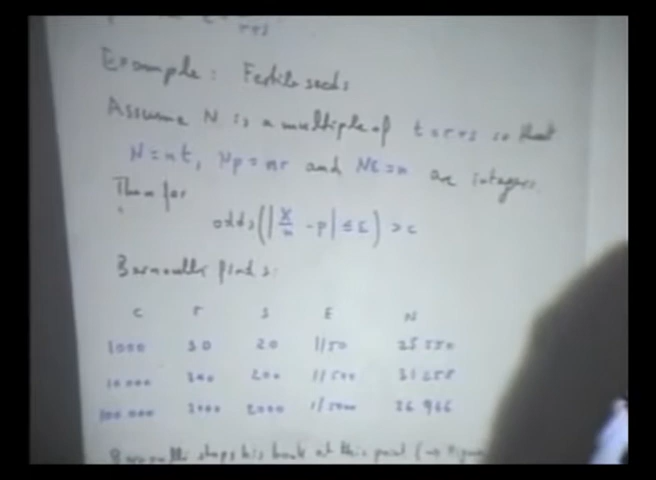 r+s
Example: Fertile seeds
Assume N is a multiple of t=r+s so that
N=nt, Np=nr and Nε=n are integers.
Then for
odds(|X/n -p|≤ε) >c
Bernoulli finds:
c r s ε N
1000 30 20 1/50 25 550
10 000 300 200 1/500 31 258
100 000 3000 2000 1/5000 36 966
Bernoulli stops his book at this point (